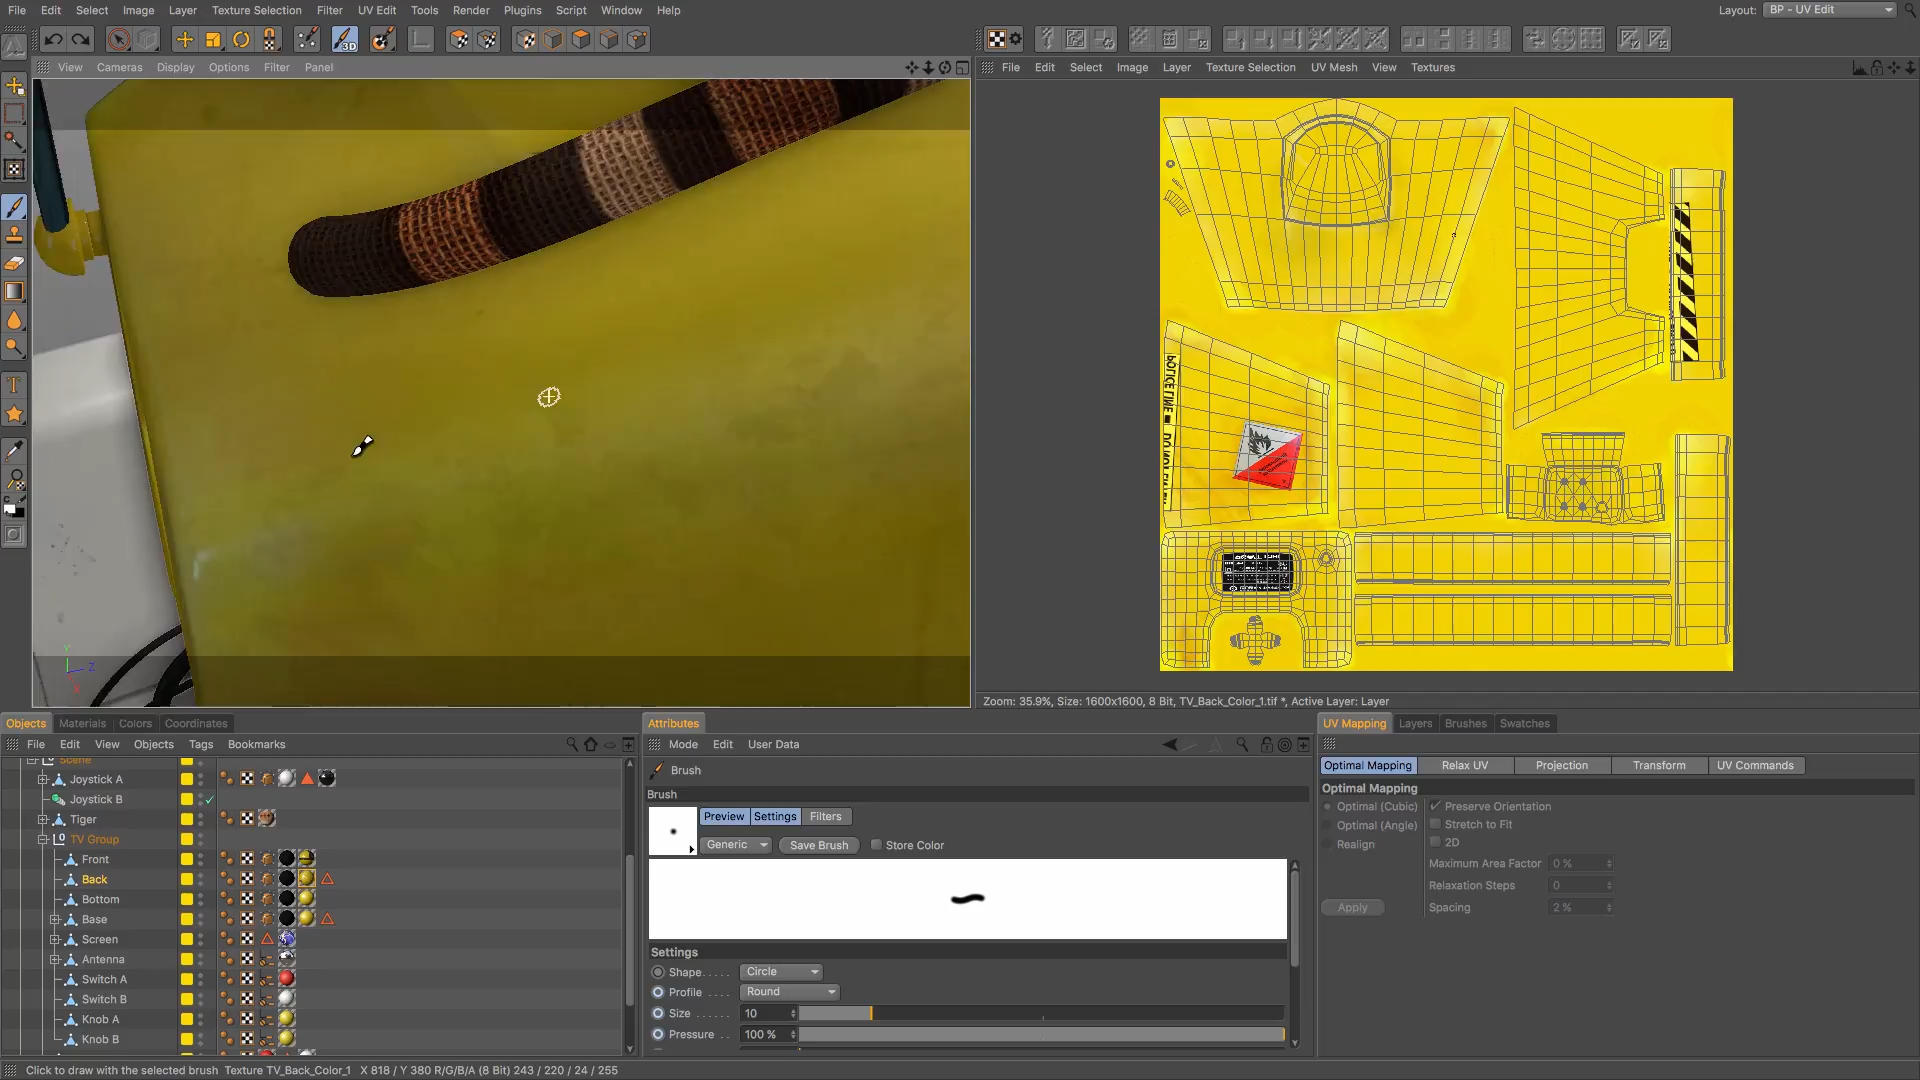 File Edit Select Image Layer Texture Selection Filter UV Edit Tools Render Plugins Script Window Help
Layout: BP - UV Edit
3D
View Cameras Display Options Filter Panel
File Edit Select Image Layer Texture Selection UV Mesh View Textures
Y
Z
X
POLICE LINE
Zoom: 35.9%, Size: 1600x1600, 8 Bit, TV_Back_Color_1.tif *, Active Layer: Layer
Objects Materials Colors Coordinates
Attributes
UV Mapping Layers Brushes Swatches
File Edit View Objects Tags Bookmarks
Mode Edit User Data
Scene
Joystick A
Joystick B
Tiger
TV Group
Front
Back
Bottom
Base
Screen
Antenna
Switch A
Switch B
Knob A
Knob B
Brush
Brush
Preview Settings Filters
Generic Save Brush Store Color
Settings
Shape..... Circle
Profile .... Round
Size ........ 10
Pressure .. 100 %
Optimal Mapping Relax UV Projection Transform UV Commands
Optimal Mapping
Optimal (Cubic) Preserve Orientation
Optimal (Angle) Stretch to Fit
Realign 2D
Maximum Area Factor 0 %
Relaxation Steps 0
Apply Spacing 2 %
Click to draw with the selected brush Texture TV_Back_Color_1 X 818 / Y 380 R/G/B/A (8 Bit) 243 / 220 / 24 / 255